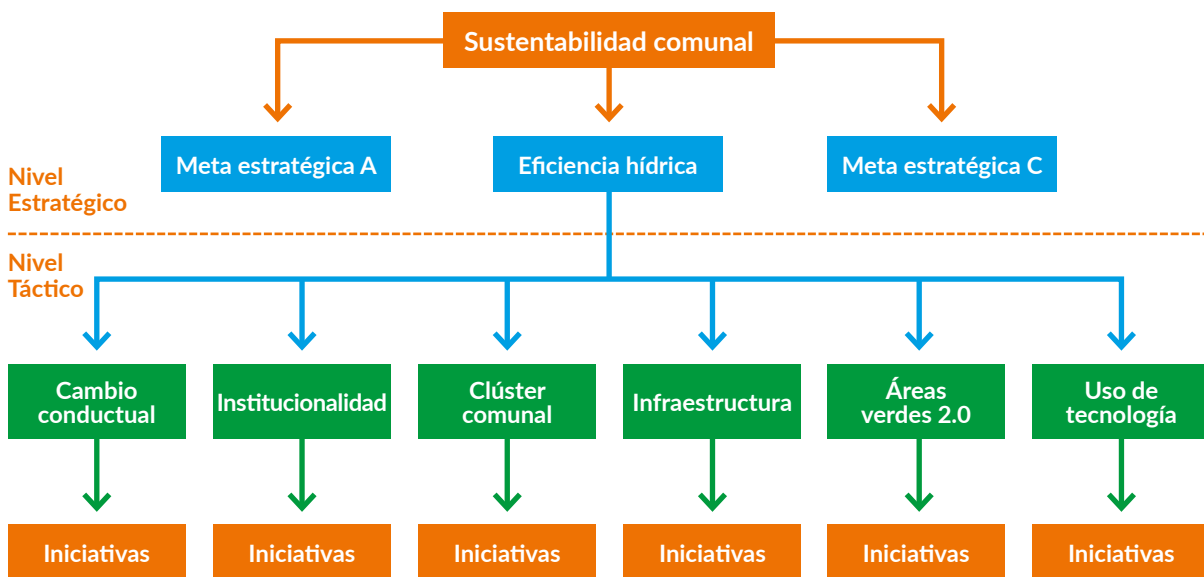 Sustentabilidad comunal
Meta estratégica A
Eficiencia hídrica
Meta estratégica C
Nivel
Estratégico
Nivel
Táctico
Cambio
conductual
Institucionalidad
Clúster
comunal
Infraestructura
Áreas
verdes 2.0
Uso de
tecnología
Iniciativas
Iniciativas
Iniciativas
Iniciativas
Iniciativas
Iniciativas